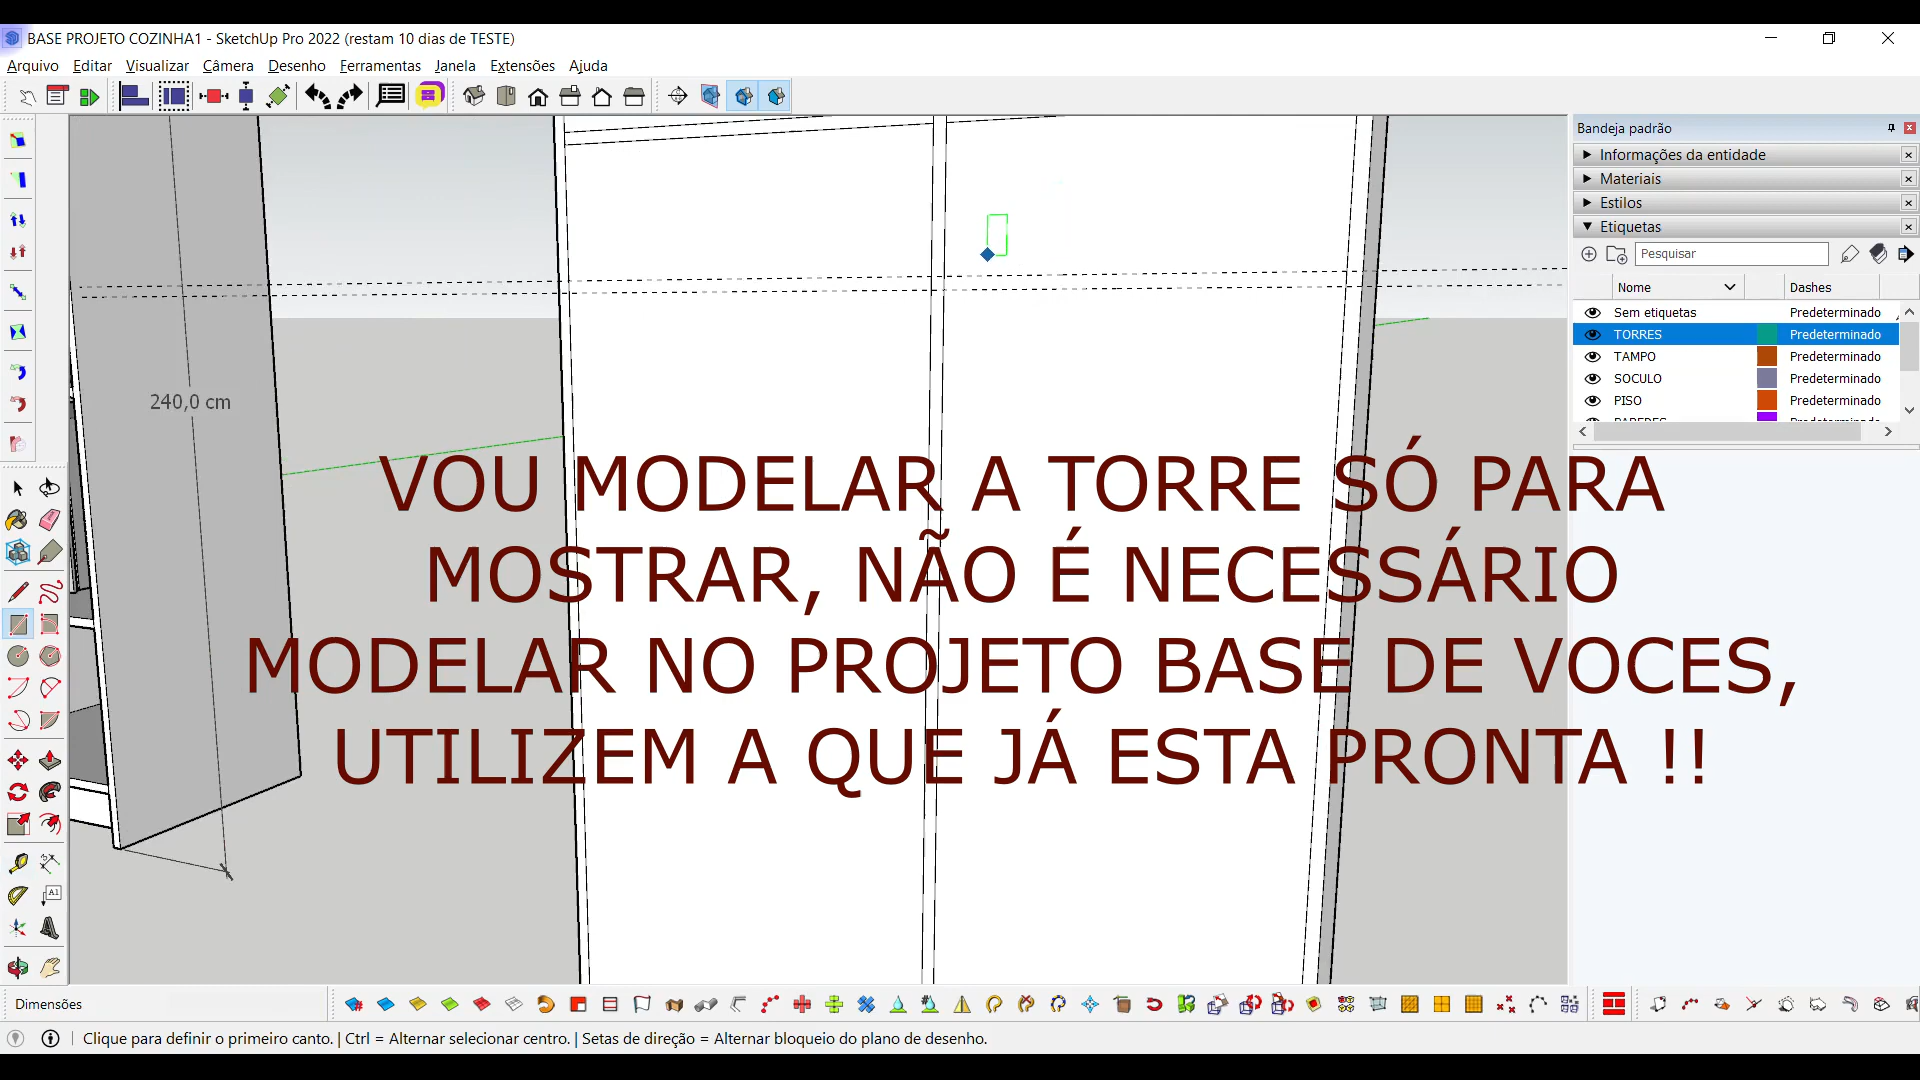 BASE PROJETO COZINHA1 - SketchUp Pro 2022 (restam 10 dias de TESTE)
Arquivo Editar Visualizar Câmera Desenho Ferramentas Janela Extensões Ajuda
Bandeja padrão
Informações da entidade
Materiais
Estilos
Etiquetas
Pesquisar
Nome Dashes
Sem etiquetas Predeterminado
TORRES Predeterminado
TAMPO Predeterminado
SOCULO Predeterminado
PISO Predeterminado
240,0 cm
VOU MODELAR A TORRE SÓ PARA
MOSTRAR, NÃO É NECESSÁRIO
MODELAR NO PROJETO BASE DE VOCES,
UTILIZEM A QUE JÁ ESTA PRONTA !!
A1
Dimensões
Clique para definir o primeiro canto. | Ctrl = Alternar selecionar centro. | Setas de direção = Alternar bloqueio do plano de desenho.